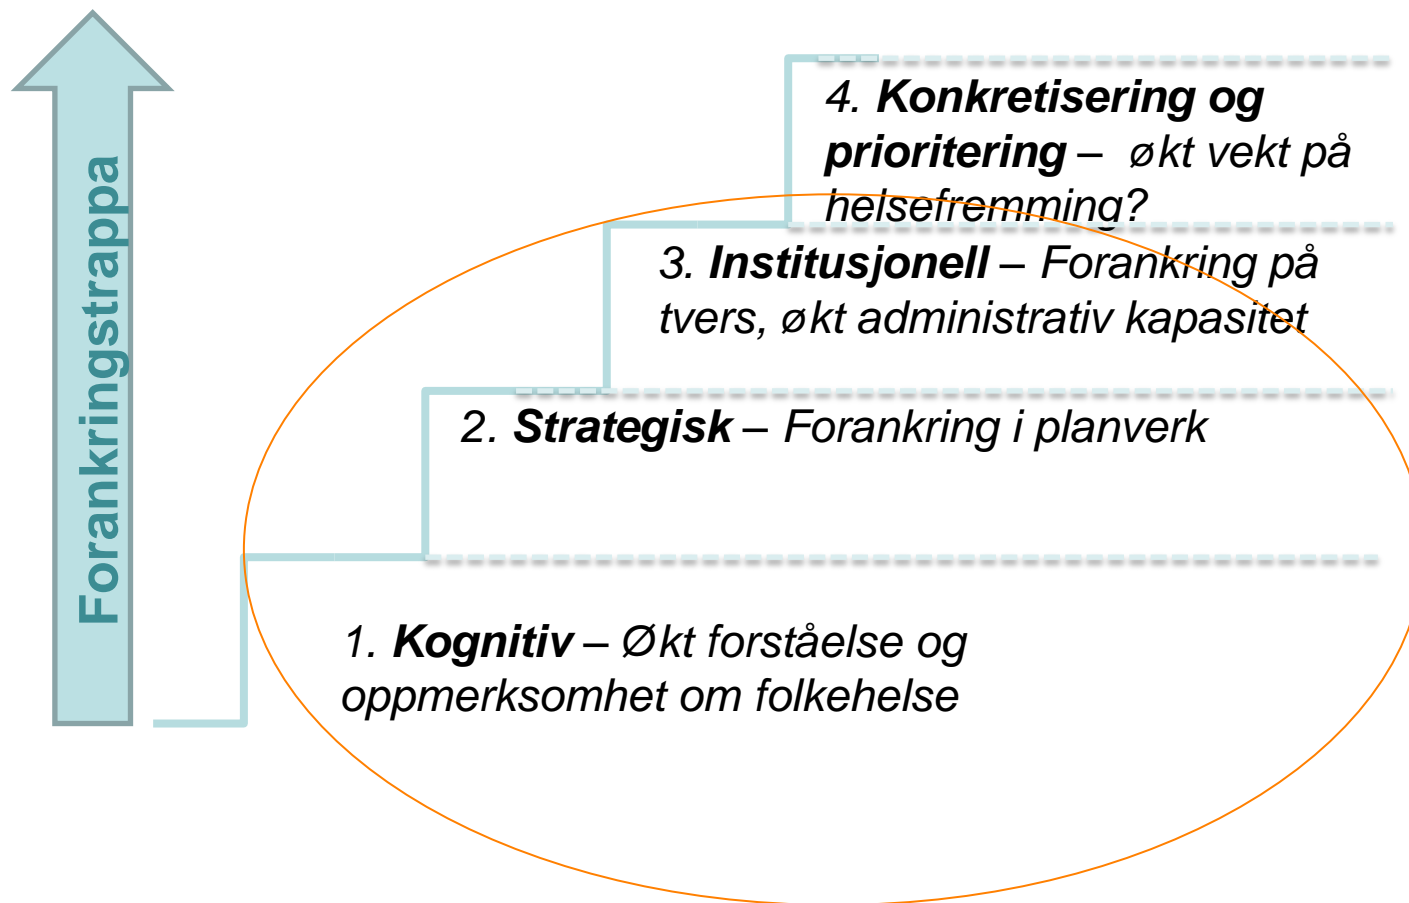 Forankringstrappa
4. Konkretisering og
prioritering – økt vekt på
helsefremming?
3. Institusjonell – Forankring på
tvers, økt administrativ kapasitet
2. Strategisk – Forankring i planverk
1. Kognitiv – Økt forståelse og
oppmerksomhet om folkehelse